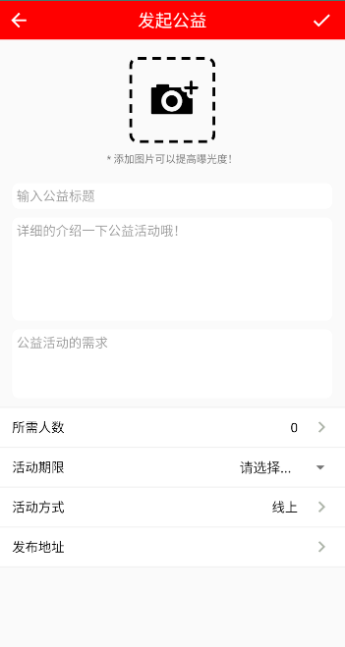 发起公益
* 添加图片可以提高曝光度！
输入公益标题
详细的介绍一下公益活动哦！
公益活动的需求
所需人数 0
活动期限 请选择...
活动方式 线上
发布地址